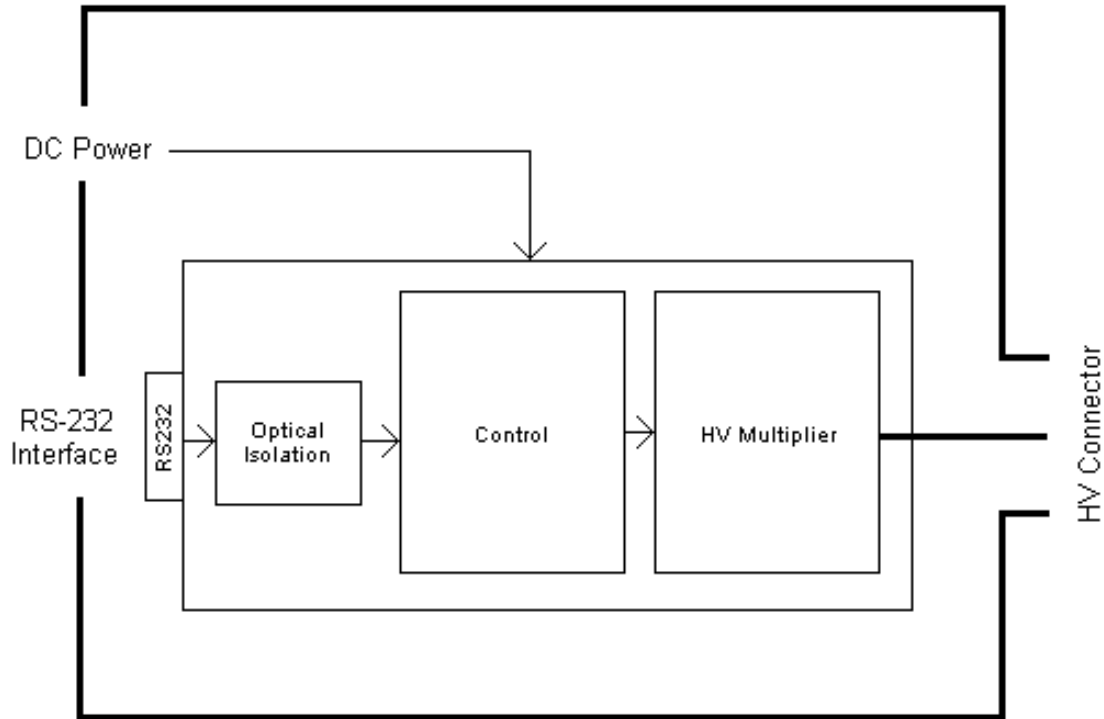 DC Power
RS-232
Interface
RS232
Optical
Isolation
Control
HV Multiplier
HV Connector